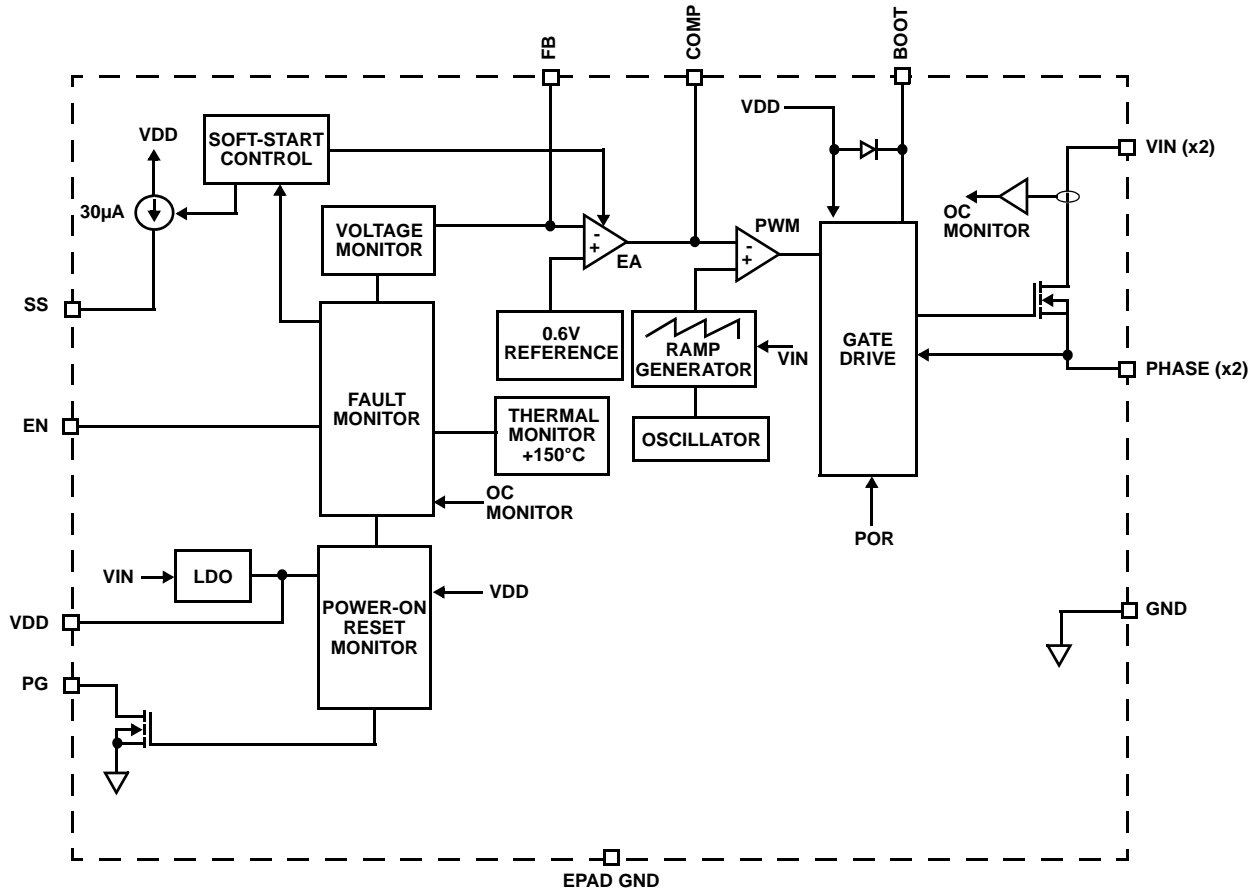 FB
COMP
BOOT
VDD
SOFT-START
CONTROL
VDD
VIN (x2)
30µA
OC
MONITOR
VOLTAGE
MONITOR
-
+
EA
PWM
-
+
SS
0.6V
REFERENCE
RAMP
GENERATOR
VIN
GATE
DRIVE
PHASE (x2)
FAULT
MONITOR
EN
THERMAL
MONITOR
+150°C
OSCILLATOR
OC
MONITOR
POR
VIN
LDO
POWER-ON
RESET
MONITOR
VDD
VDD
GND
PG
EPAD GND